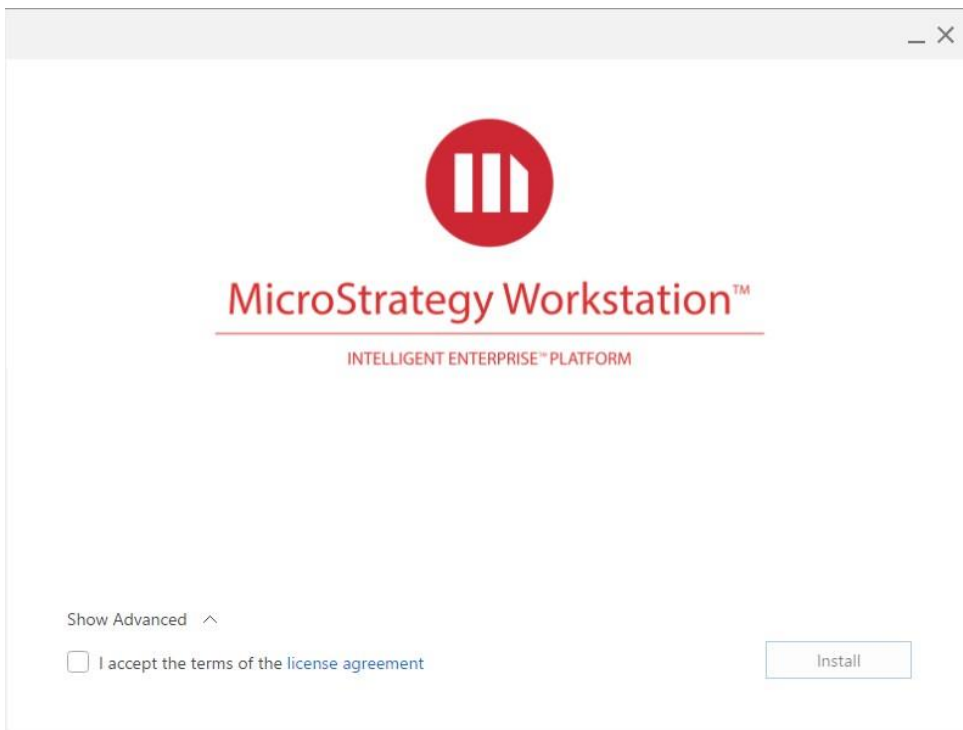 MicroStrategy Workstation™
INTELLIGENT ENTERPRISE™ PLATFORM
Show Advanced
I accept the terms of the license agreement
Install